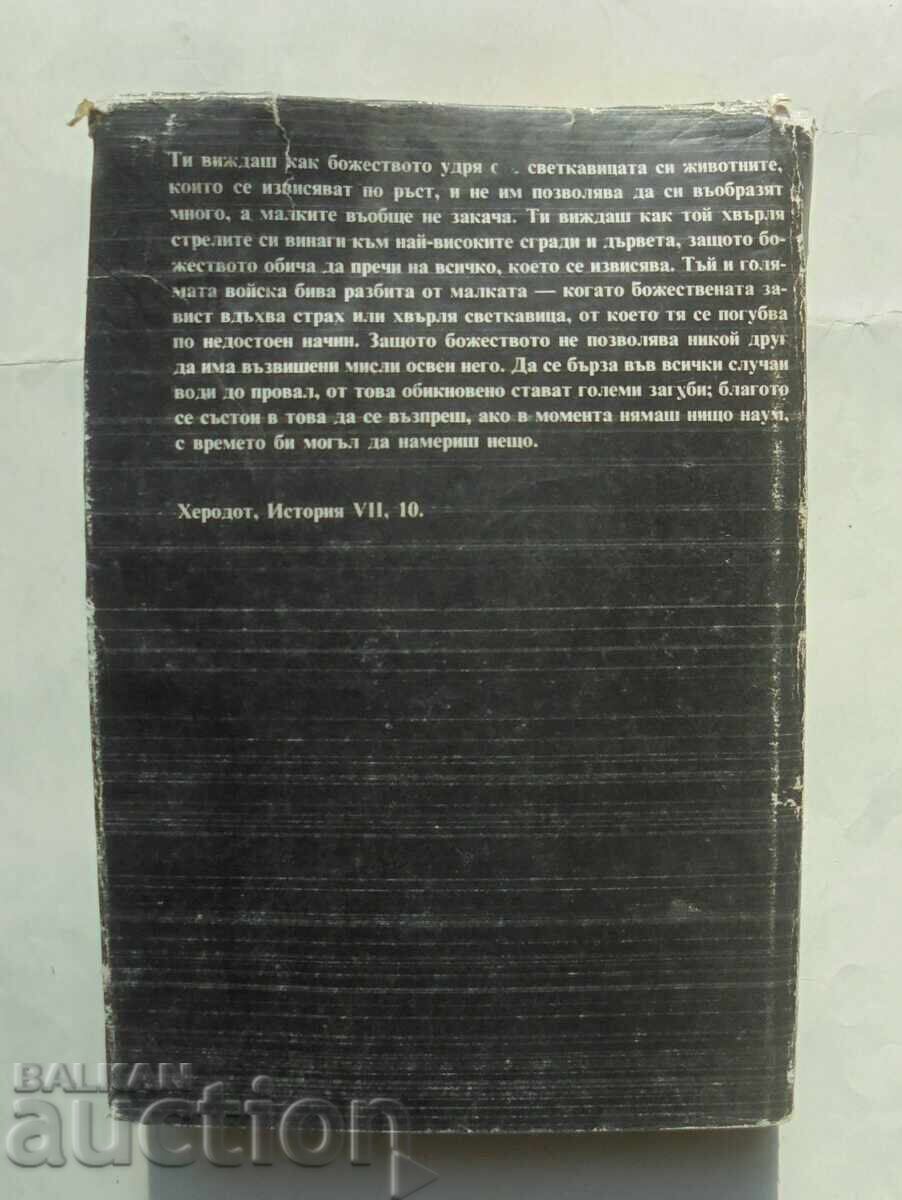 Ти виждаш как божеството удря светкавицата си животните,
които се извисяват по ръст, и не им позволява да си въобразят
много, а малките въобще не закача. Ти виждаш как той хвърля
стрелите си винаги към най-високите сгради и дървета, защото бо-
жеството обича да пречи на всичко, което се извисява. Тъй и голя-
мата войска бива разбита от малката — когато божествената за-
вист вдъхва страх или хвърля светкавица, от което тя се погубва
по недостоен начин. Защото божеството не позволява никой друг
да има възвишени мисли освен него. Да се бърза във всички случаи
води до провал, от това обикновено стават големи загуби; благото
се състои в това да се възпреш, ако в момента нямаш нищо наум,
с времето би могъл да намериш нещо.
Херодот, История VII, 10.
BALKAN
auction